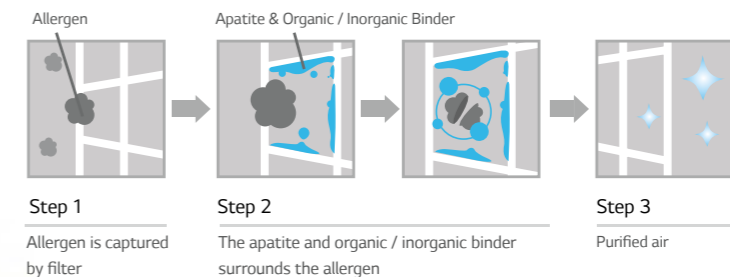 Allergen
Apatite & Organic / Inorganic Binder
Step 1
Allergen is captured
by filter
Step 2
The apatite and organic / inorganic binder
surrounds the allergen
Step 3
Purified air